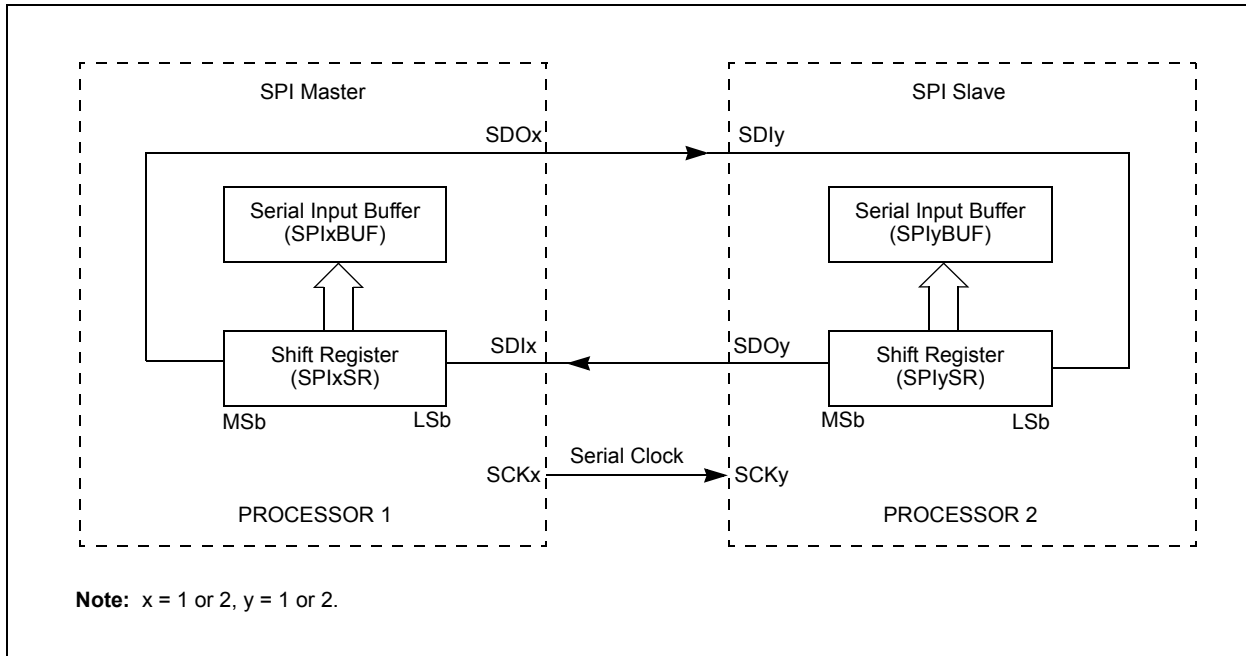 SPI Master
SPI Slave
SDOx
SDIy
Serial Input Buffer
(SPIxBUF)
Serial Input Buffer
(SPIyBUF)
Shift Register
(SPIxSR)
SDIx
SDOy
Shift Register
(SPIySR)
MSb
LSb
MSb
LSb
Serial Clock
SCKx
SCKy
PROCESSOR 1
PROCESSOR 2
Note: x = 1 or 2, y = 1 or 2.